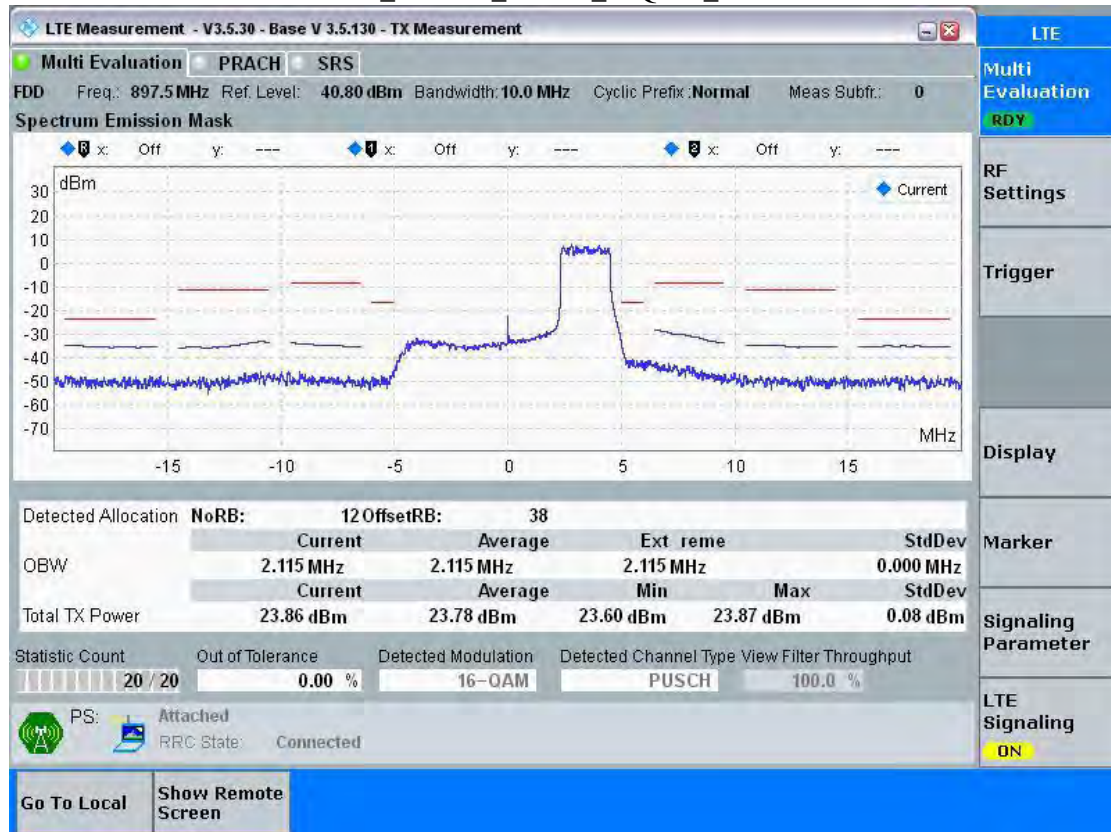 LTE Measurement - V3.5.30 - Base V 3.5.130 - TX Measurement
Multi Evaluation PRACH SRS
FDD Freq.: 897.5 MHz Ref. Level: 40.80 dBm Bandwidth: 10.0 MHz Cyclic Prefix : Normal Meas Subfr.: 0
Spectrum Emission Mask
R x: Off y: --- 1 x: Off y: --- 2 x: Off y: ---
dBm
Current
30
20
10
0
-10
-20
-30
-40
-50
-60
-70
MHz
-15 -10 -5 0 5 10 15
Detected Allocation NoRB: 12 OffsetRB: 38
Current Average Ext reme StdDev
OBW 2.115 MHz 2.115 MHz 2.115 MHz 0.000 MHz
Current Average Min Max StdDev
Total TX Power 23.86 dBm 23.78 dBm 23.60 dBm 23.87 dBm 0.08 dBm
Statistic Count Out of Tolerance Detected Modulation Detected Channel Type View Filter Throughput
20 / 20 0.00 % 16-QAM PUSCH 100.0 %
PS: Attached
RRC State: Connected
LTE
Multi
Evaluation
RDY
RF
Settings
Trigger
Display
Marker
Signaling
Parameter
LTE
Signaling
ON
Go To Local
Show Remote
Screen